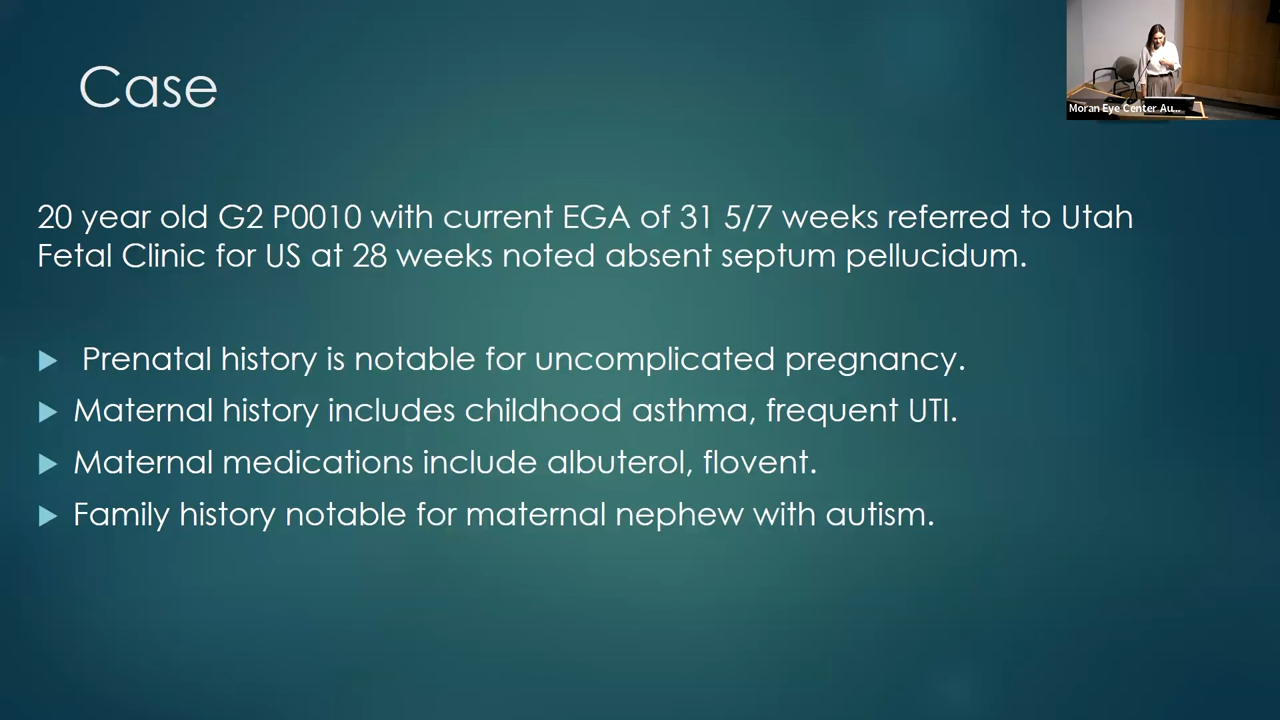 Case
Moran Eye Center Au...
20 year old G2 P0010 with current EGA of 31 5/7 weeks referred to Utah
Fetal Clinic for US at 28 weeks noted absent septum pellucidum.
Prenatal history is notable for uncomplicated pregnancy.
Maternal history includes childhood asthma, frequent UTI.
Maternal medications include albuterol, flovent.
Family history notable for maternal nephew with autism.